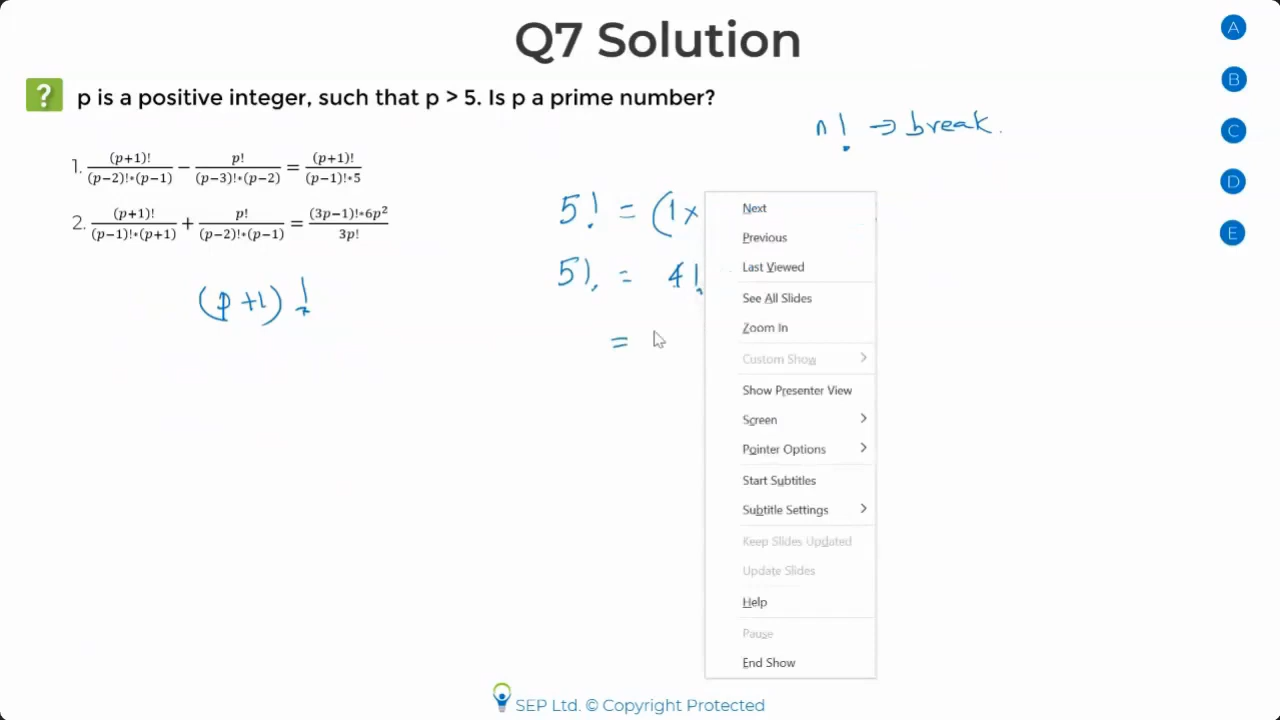 Q7 Solution
A
? p is a positive integer, such that p > 5. Is p a prime number?
B
n! → break.
C
1. (p+1)!/((p−2)!*(p−1)) − p!/((p−3)!*(p−2)) = (p+1)!/((p−1)!*5)
D
2. (p+1)!/((p−1)!*(p+1)) + p!/((p−2)!*(p−1)) = ((3p−1)!*6p²)/3p!
E
5! = (1×
5! = 4!
(p+1)!
=
Next
Previous
Last Viewed
See All Slides
Zoom In
Custom Show
Show Presenter View
Screen
Pointer Options
Start Subtitles
Subtitle Settings
Keep Slides Updated
Update Slides
Help
Pause
End Show
SEP Ltd. © Copyright Protected